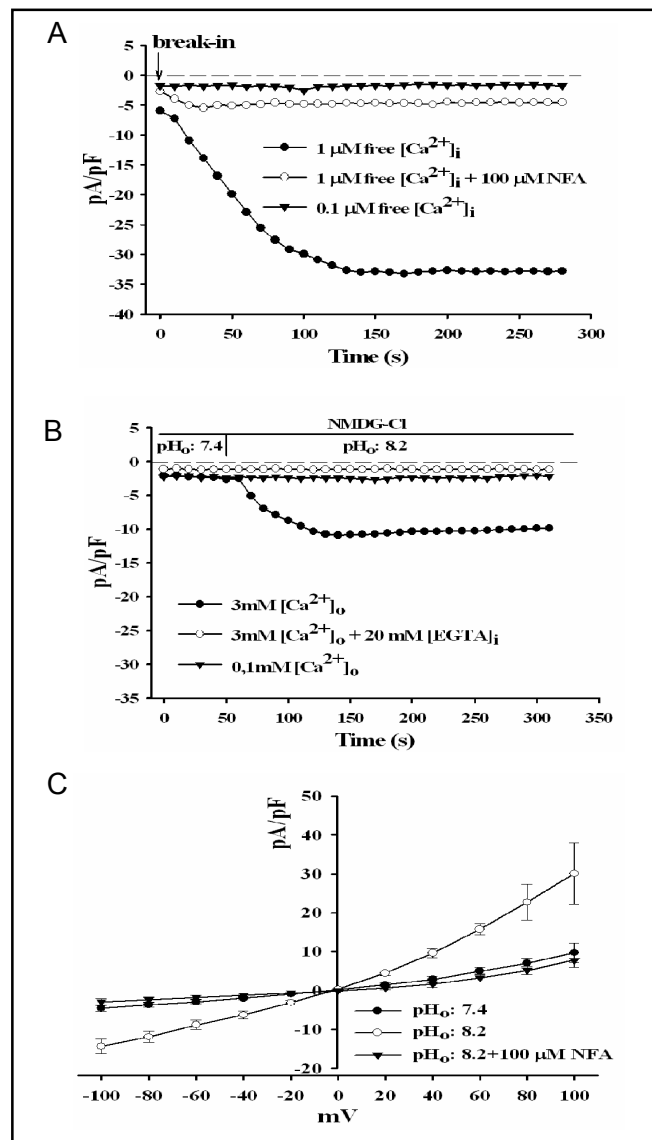 A
break-in
0
-5
-10
-15
-20
-25
-30
-35
-40
pA/pF
1 µM free [Ca2+]i
1 µM free [Ca2+]i + 100 µM NFA
0.1 µM free [Ca2+]i
0 50 100 150 200 250 300
Time (s)
B
NMDG-Cl
pHo: 7.4 pHo: 8.2
5
0
-5
-10
-15
-20
-25
-30
-35
pA/pF
3mM [Ca2+]o
3mM [Ca2+]o + 20 mM [EGTA]i
0,1mM [Ca2+]o
0 50 100 150 200 250 300 350
Time (s)
C
50
40
30
20
10
0
-10
-20
pA/pF
pHo: 7.4
pHo: 8.2
pHo: 8.2+100 µM NFA
-100 -80 -60 -40 -20 0 20 40 60 80 100
mV